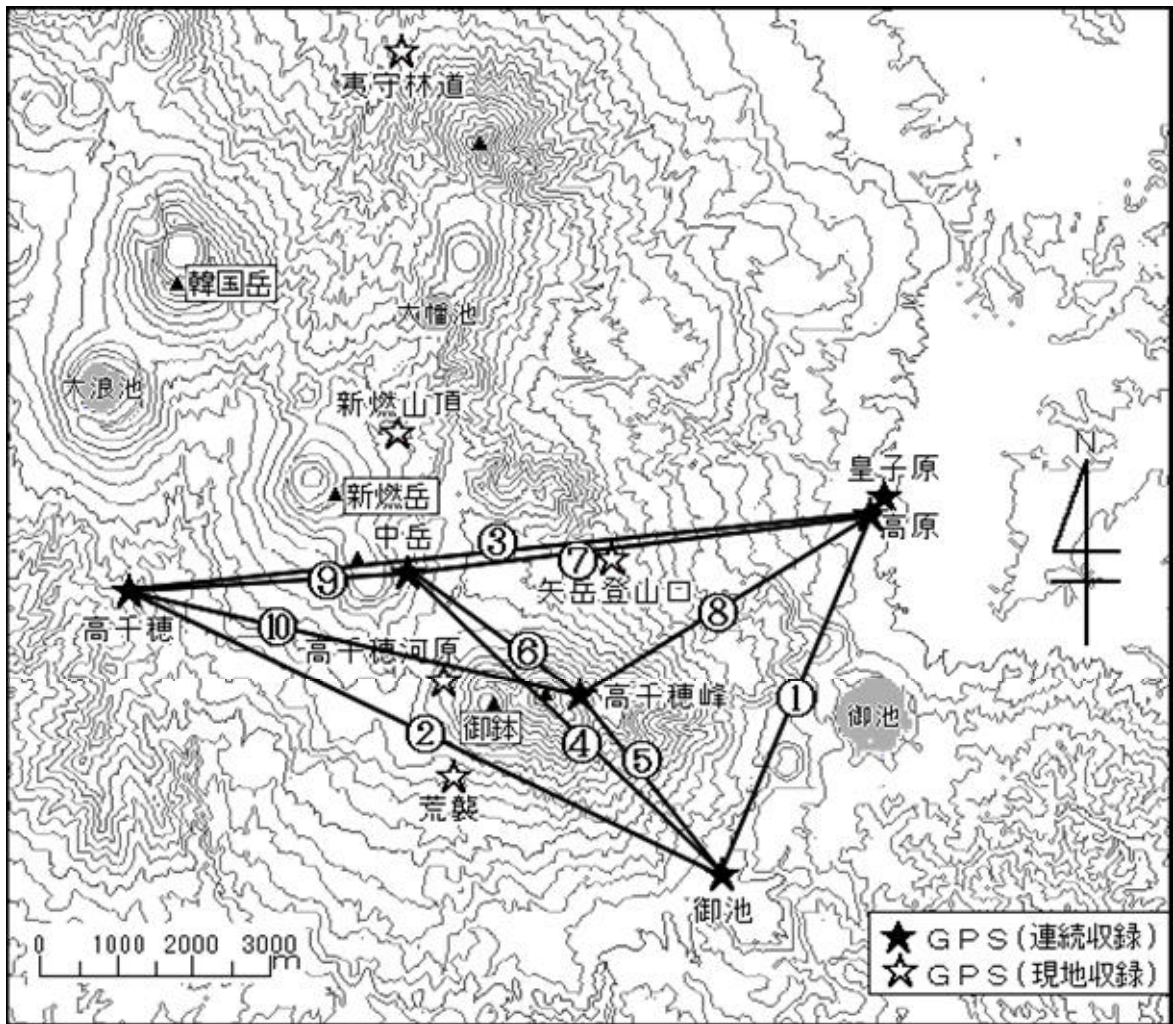 夷守林道
韓国岳
大幡池
大浪池
新燃山頂
新燃岳
皇子原
高原
N
中岳
③
⑦
⑨
矢岳登山口
⑧
高千穂
⑩
高千穂河原
⑥
高千穂峰
①
御池
御鉢
②
④
⑤
荒襲
御池
0 1000 2000 3000
m
★ GPS(連続収録)
☆ GPS(現地収録)